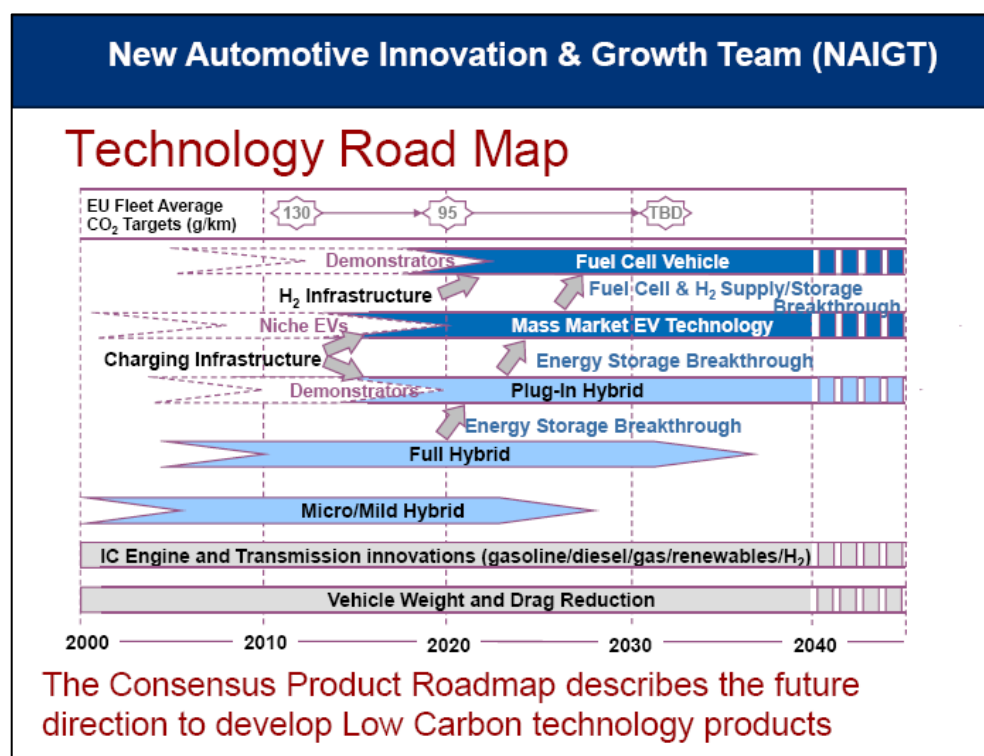 New Automotive Innovation & Growth Team (NAIGT)
Technology Road Map
EU Fleet Average
CO₂ Targets (g/km)
130
95
TBD
Demonstrators
Fuel Cell Vehicle
H₂ Infrastructure
Fuel Cell & H₂ Supply/Storage
Breakthrough
Niche EVs
Mass Market EV Technology
Charging Infrastructure
Energy Storage Breakthrough
Demonstrators
Plug-In Hybrid
Energy Storage Breakthrough
Full Hybrid
Micro/Mild Hybrid
IC Engine and Transmission innovations (gasoline/diesel/gas/renewables/H₂)
Vehicle Weight and Drag Reduction
2000
2010
2020
2030
2040
The Consensus Product Roadmap describes the future
direction to develop Low Carbon technology products